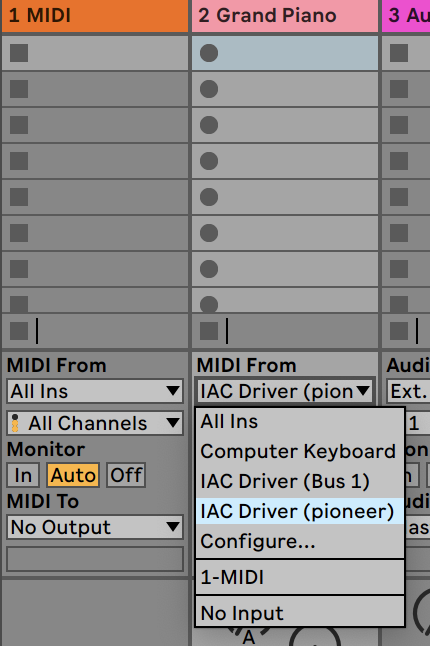 1 MIDI
2 Grand Piano
3 Au
MIDI From
All Ins
All Channels
Monitor
In Auto Off
MIDI To
No Output
MIDI From
IAC Driver (pion
All Ins
Computer Keyboard
IAC Driver (Bus 1)
IAC Driver (pioneer)
Configure...
1-MIDI
No Input
A
Audi
Ext.
1
on
n
udi
as